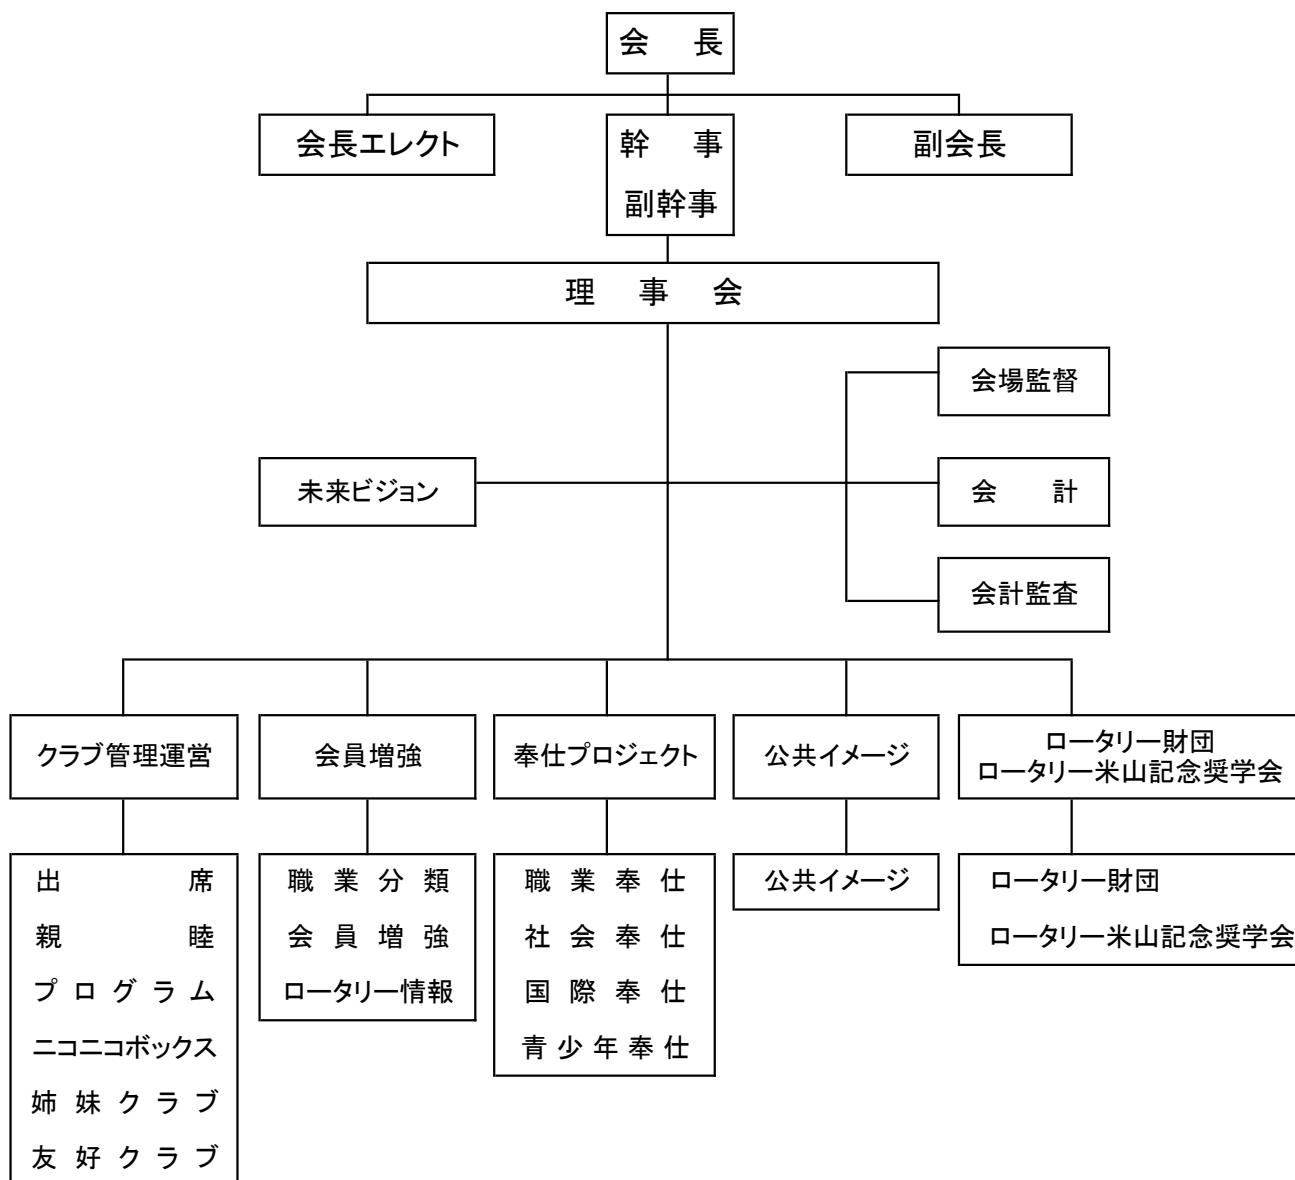 会長
会長エレクト
幹事
副幹事
副会長
理事会
会場監督
未来ビジョン
会計
会計監査
クラブ管理運営
会員増強
奉仕プロジェクト
公共イメージ
ロータリー財団
ロータリー米山記念奨学会
出席
親睦
プログラム
ニコニコボックス
姉妹クラブ
友好クラブ
職業分類
会員増強
ロータリー情報
職業奉仕
社会奉仕
国際奉仕
青少年奉仕
公共イメージ
ロータリー財団
ロータリー米山記念奨学会